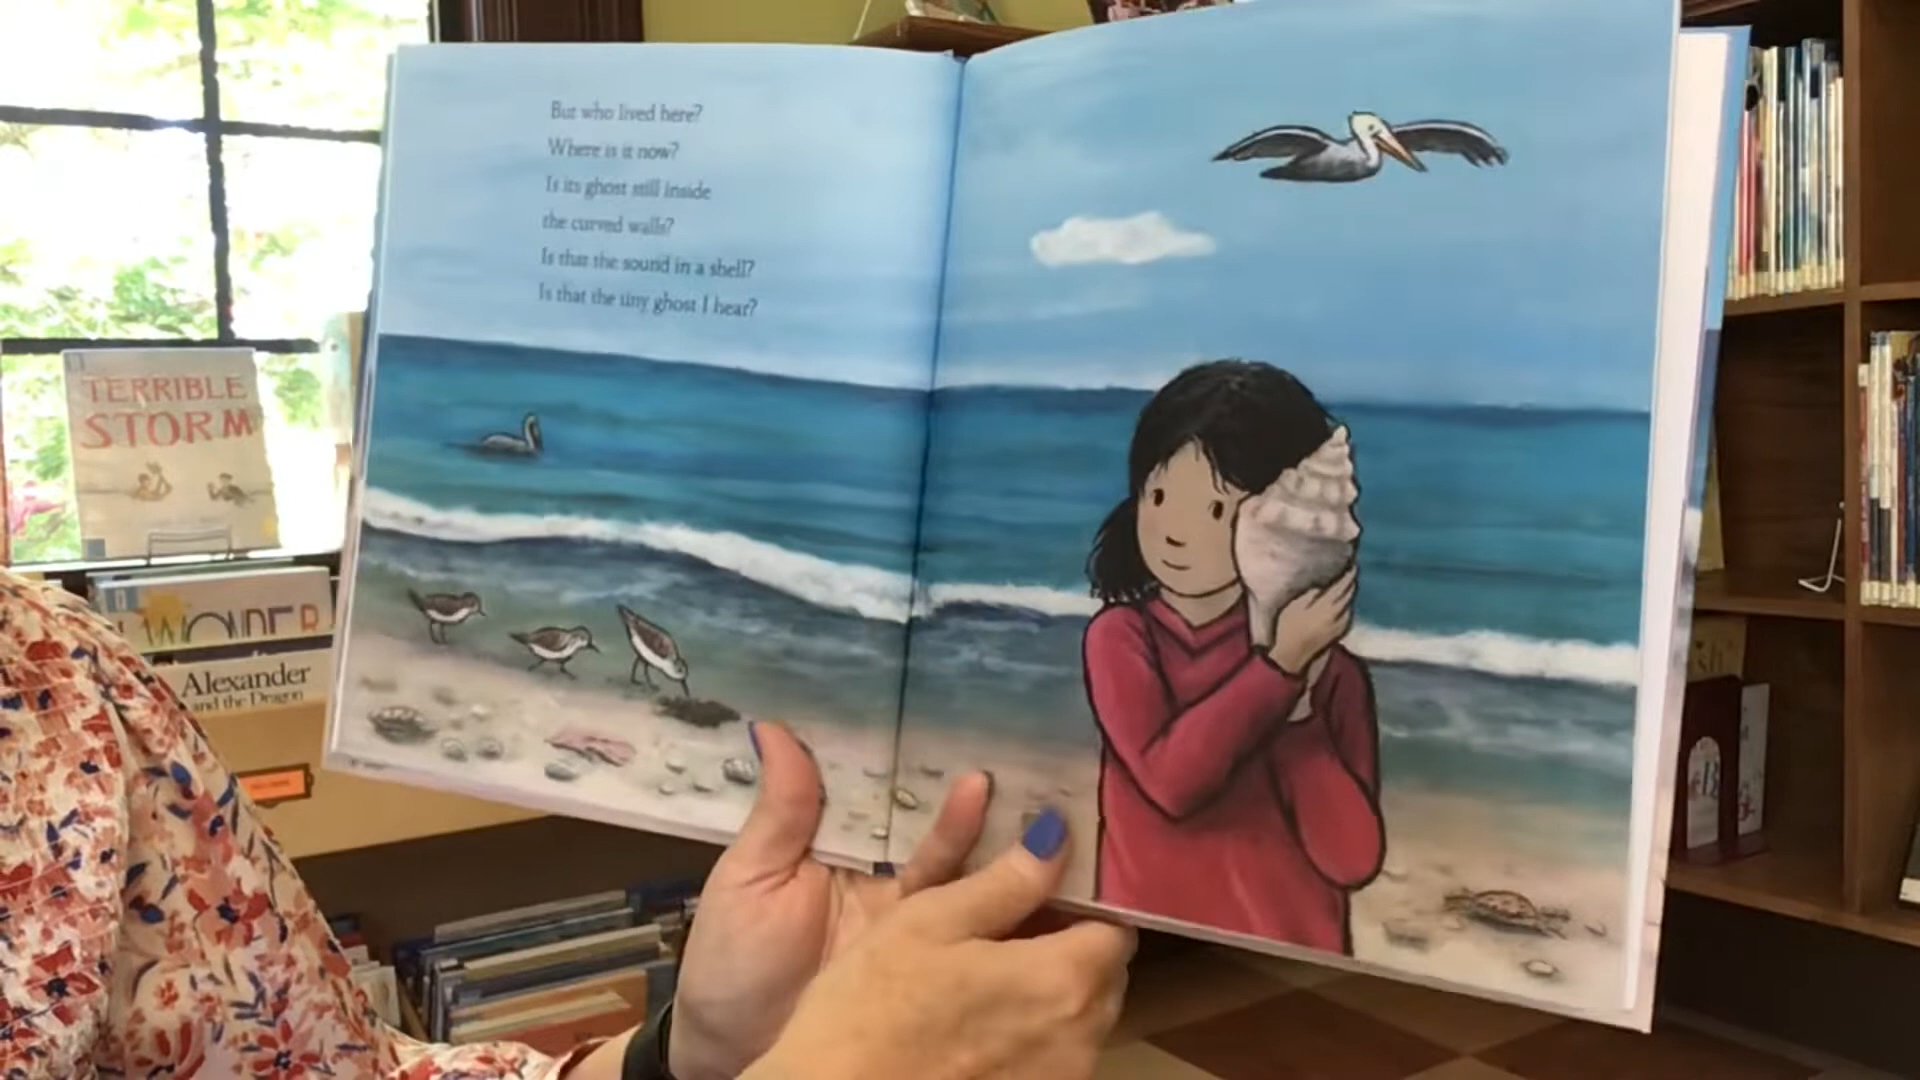 But who lived here?
Where is it now?
Is its ghost still inside
the curved walls?
Is that the sound in a shell?
Is that the tiny ghost I hear?
TERRIBLE
STORM
WONDER
Alexander
and the Dragon